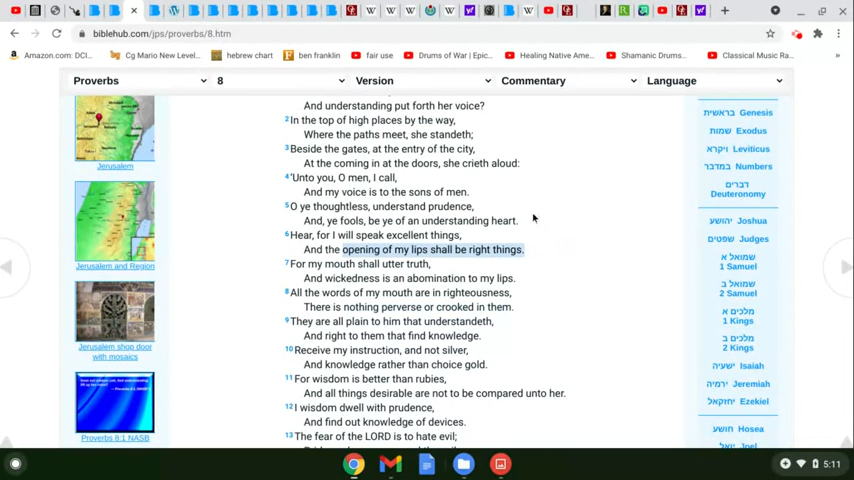 biblehub.com/jps/proverbs/8.htm
Amazon.com: DCI...
Cg Mario New Level...
hebrew chart
ben franklin
fair use
Drums of War | Epic...
Healing Native Ame...
Shamanic Drums...
Classical Music Ra...
Proverbs
8
Version
Commentary
Language
And understanding put forth her voice?
2 In the top of high places by the way,
Where the paths meet, she standeth;
3 Beside the gates, at the entry of the city,
At the coming in at the doors, she crieth aloud:
4 'Unto you, O men, I call,
And my voice is to the sons of men.
5 O ye thoughtless, understand prudence,
And, ye fools, be ye of an understanding heart.
6 Hear, for I will speak excellent things,
And the opening of my lips shall be right things.
7 For my mouth shall utter truth,
And wickedness is an abomination to my lips.
8 All the words of my mouth are in righteousness,
There is nothing perverse or crooked in them.
9 They are all plain to him that understandeth,
And right to them that find knowledge.
10 Receive my instruction, and not silver,
And knowledge rather than choice gold.
11 For wisdom is better than rubies,
And all things desirable are not to be compared unto her.
12 I wisdom dwell with prudence,
And find out knowledge of devices.
13 The fear of the LORD is to hate evil;
Jerusalem
Jerusalem and Region
Jerusalem shop door
with mosaics
Proverbs 8:1 NASB
בראשית Genesis
שמות Exodus
ויקרא Leviticus
במדבר Numbers
דברים
Deuteronomy
יהושע Joshua
שפטים Judges
שמואל א
1 Samuel
שמואל ב
2 Samuel
מלכים א
1 Kings
מלכים ב
2 Kings
ישעיה Isaiah
ירמיה Jeremiah
יחזקאל Ezekiel
הושע Hosea
יואל Joel
5:11